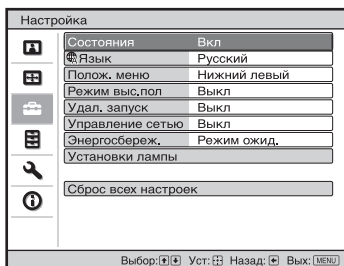 Настройка
Состояния Вкл
Язык Русский
Полож. меню Нижний левый
Режим выс.пол Выкл
Удал. запуск Выкл
Управление сетью Выкл
Энергосбереж. Режим ожид.
Установки лампы
Сброс всех настроек
Выбор: Уст: Назад: Вых: MENU